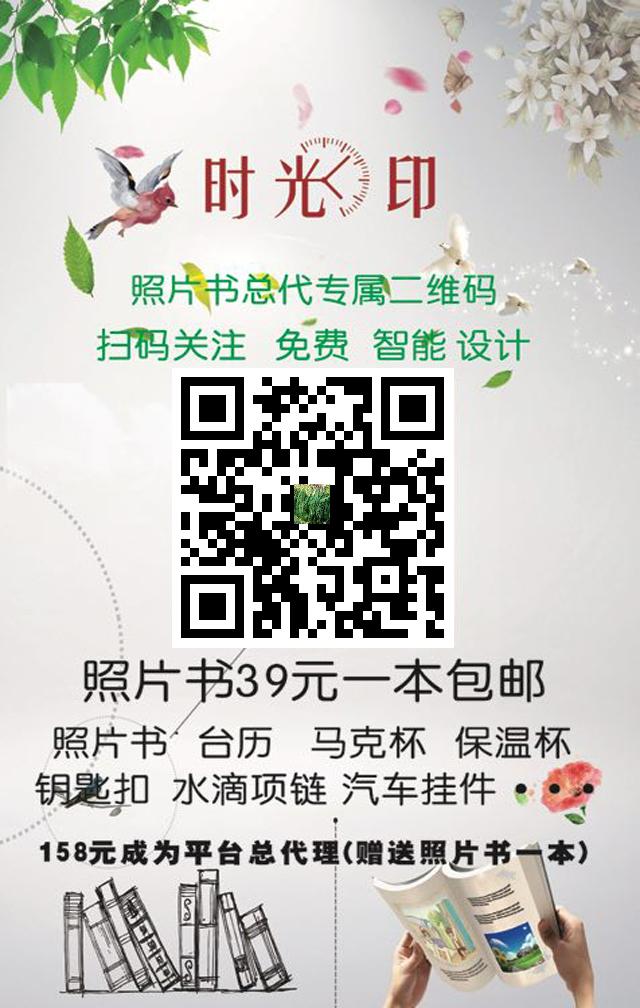 时光印
照片书总代专属二维码
扫码关注 免费 智能 设计
照片书39元一本包邮
照片书 台历 马克杯 保温杯
钥匙扣 水滴项链 汽车挂件
158元成为平台总代理(赠送照片书一本)